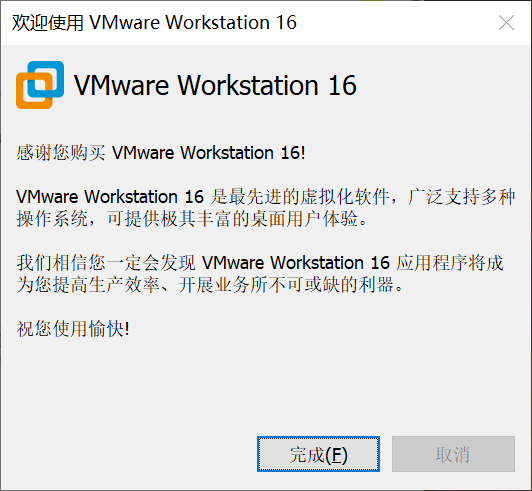 欢迎使用 VMware Workstation 16
VMware Workstation 16
感谢您购买 VMware Workstation 16!
VMware Workstation 16 是最先进的虚拟化软件，广泛支持多种
操作系统，可提供极其丰富的桌面用户体验。
我们相信您一定会发现 VMware Workstation 16 应用程序将成
为您提高生产效率、开展业务所不可或缺的利器。
祝您使用愉快!
完成(F)
取消